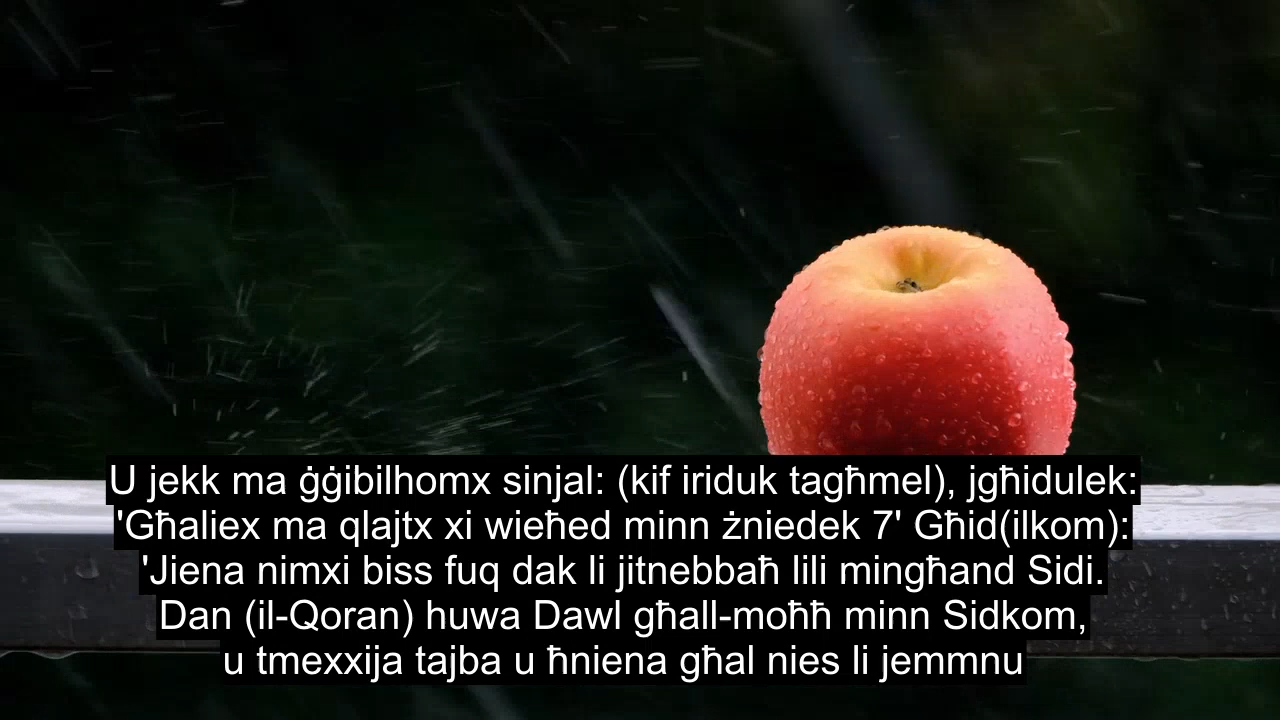 U jekk ma ġġibilhomx sinjal: (kif iriduk tagħmel), jgħidulek:
'Għaliex ma qlajtx xi wieħed minn żniedek 7' Għid(ilkom):
'Jiena nimxi biss fuq dak li jitnebbaħ lili mingħand Sidi.
Dan (il-Qoran) huwa Dawl għall-moħħ minn Sidkom,
u tmexxija tajba u ħniena għal nies li jemmnu